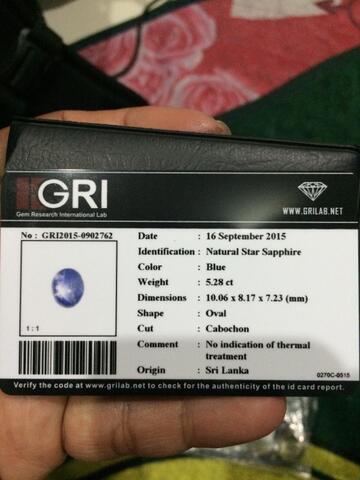 GRI
Gem Research International Lab
WWW.GRILAB.NET
No : GRI2015-0902762
Date : 16 September 2015
Identification : Natural Star Sapphire
Color : Blue
Weight : 5.28 ct
Dimensions : 10.06 x 8.17 x 7.23 (mm)
Shape : Oval
Cut : Cabochon
Comment : No indication of thermal
treatment
Origin : Sri Lanka
1 : 1
0270C-0515
Verify the code at www.grilab.net to check for the authenticity of the id card report.